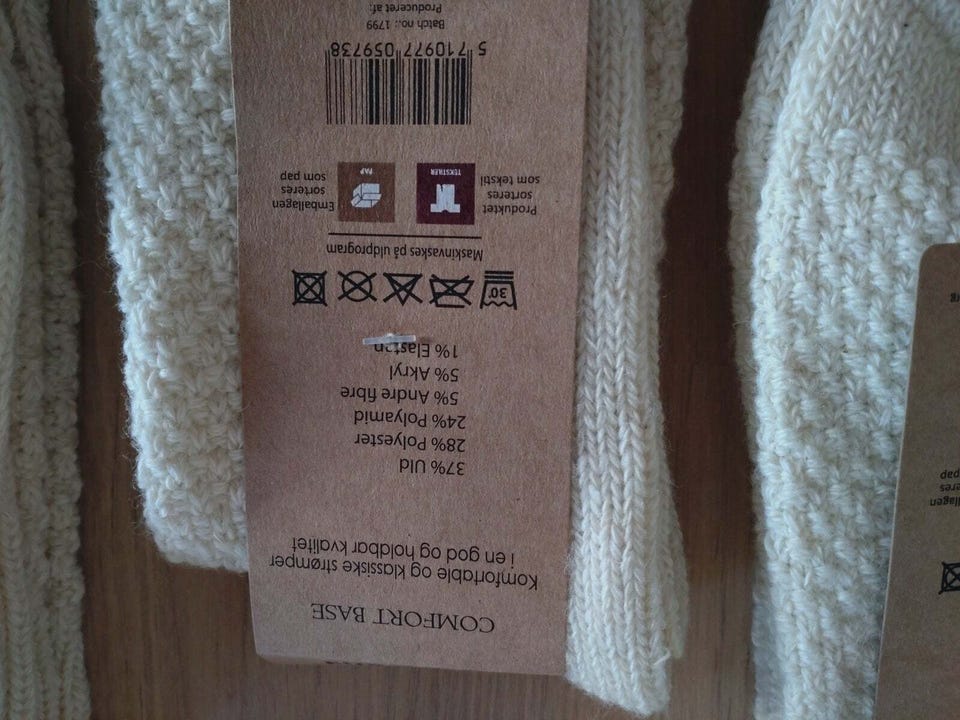 COMFORT BASE
Komfortable og klassiske strømper
i en god og holdbar kvalitet
37% Uld
28% Polyester
24% Polyamid
5% Andre fibre
5% Akryl
1% Elastan
30°
Maskinvaskes på uldprogram
Produktet
sorteres
som tekstil
TEKSTILER
PAP
Emballagen
sorteres
som pap
5 710977 059738
Batch no.: 1799
Produceret af: